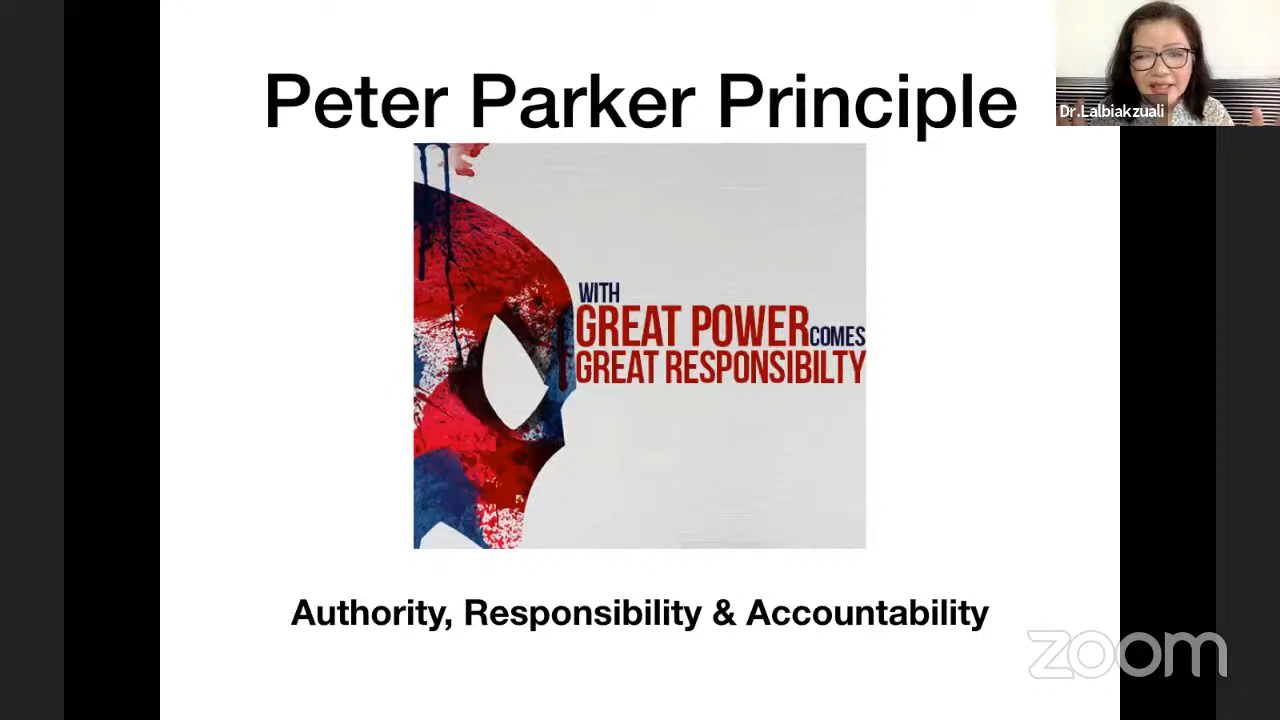 Peter Parker Principle
Dr.Lalbiakzuali
WITH
GREAT POWER COMES
GREAT RESPONSIBILTY
Authority, Responsibility & Accountability
zoom